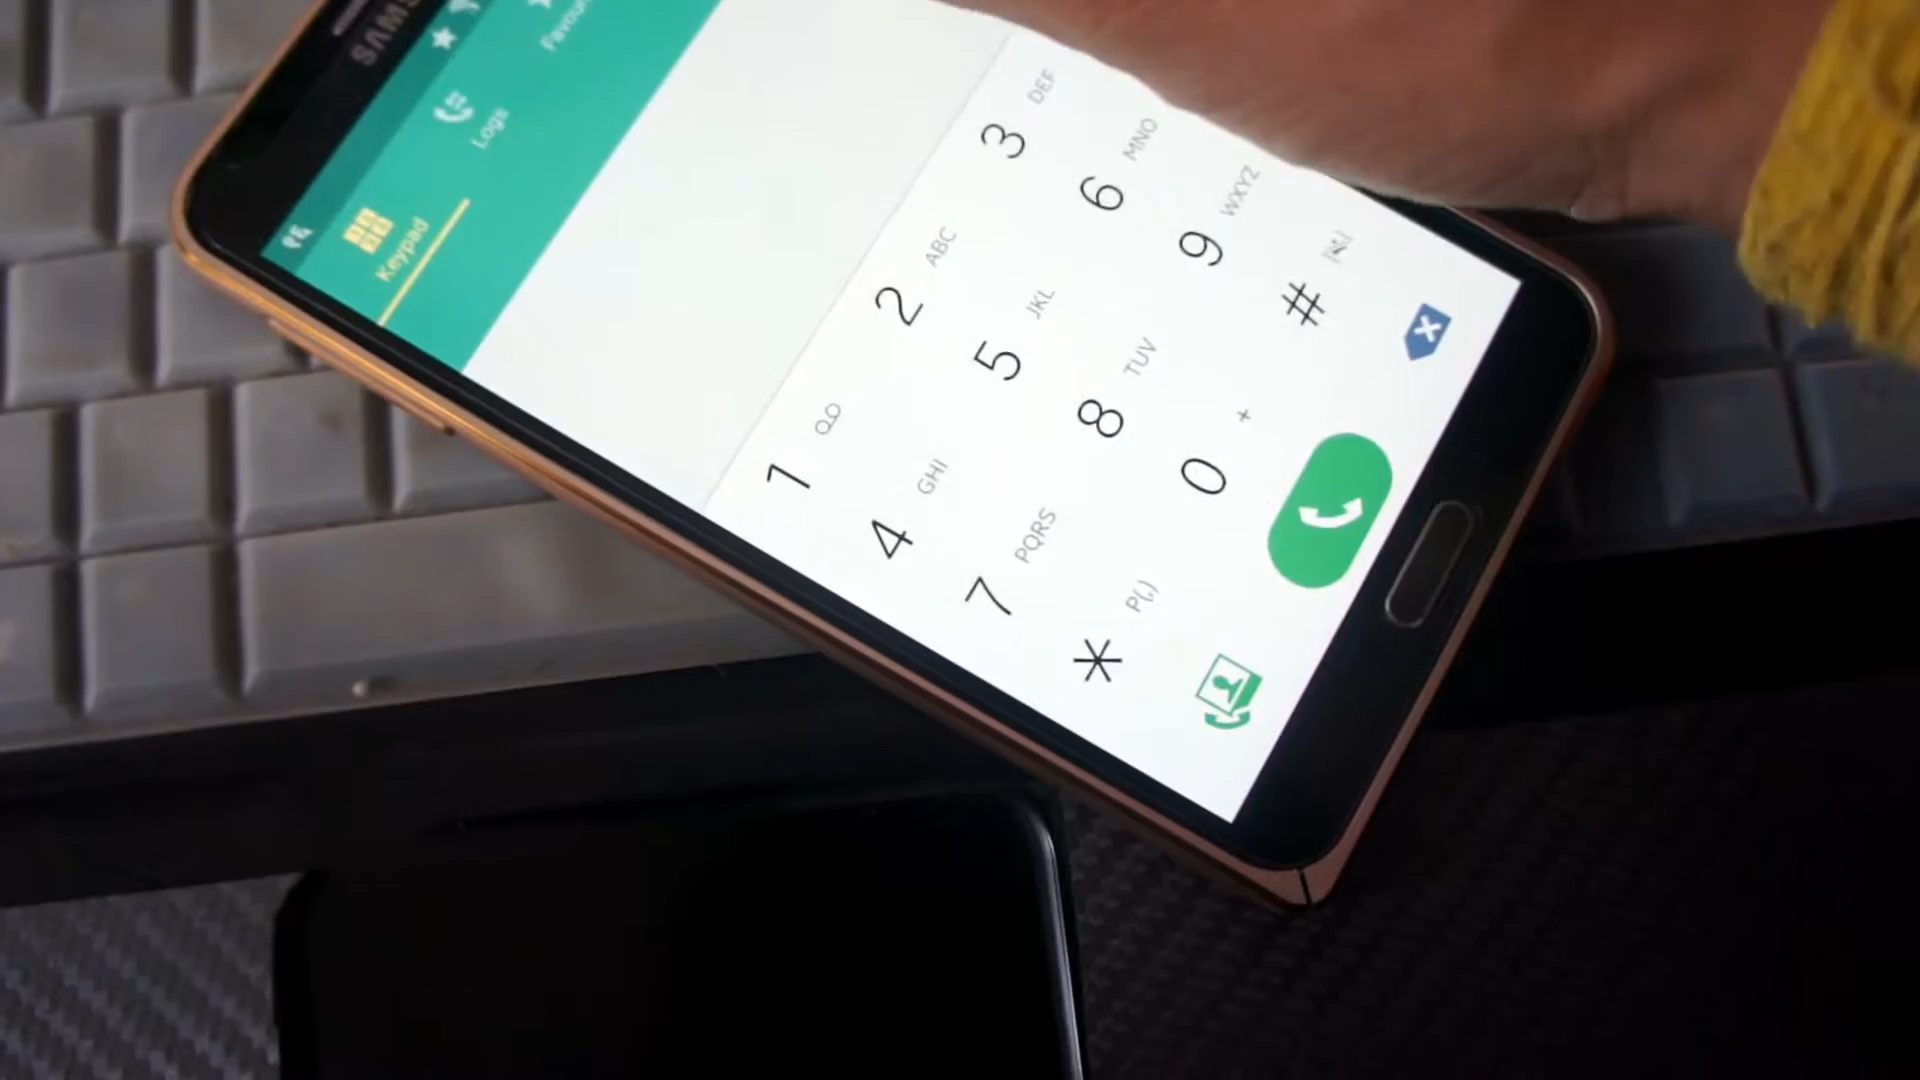 SAMS
Keypad
Logs
Favour
1
2 ABC
3 DEF
4 GHI
5 JKL
6 MNO
7 PQRS
8 TUV
9 WXYZ
* P(,)
0 +
#